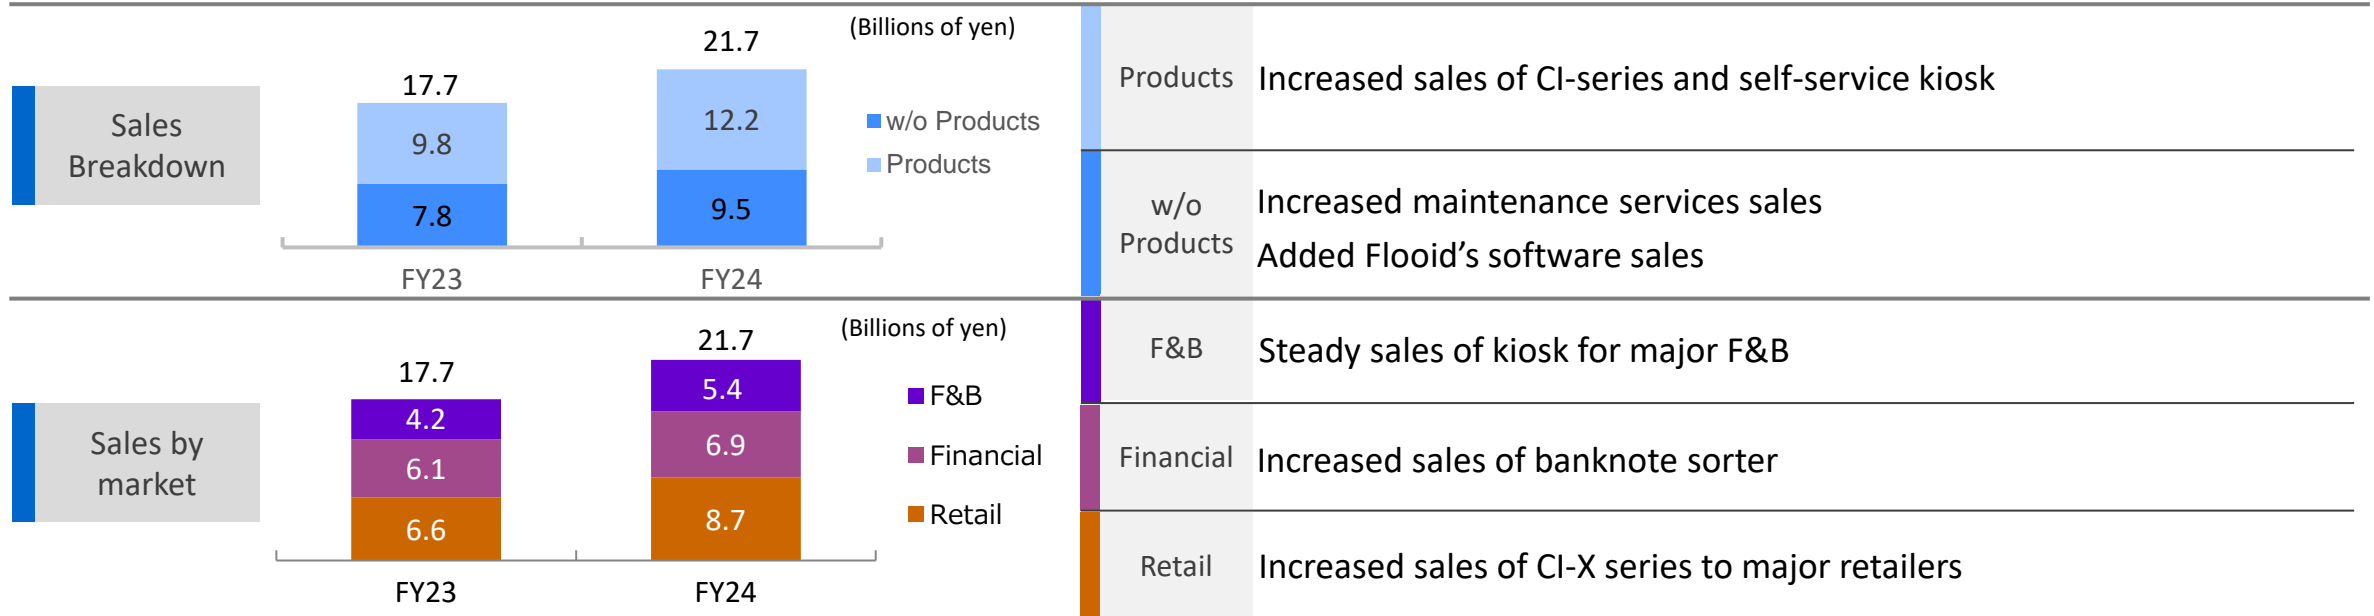 Sales
Breakdown
(Billions of yen)
17.7
21.7
9.8
12.2
7.8
9.5
FY23
FY24
w/o Products
Products
Products
Increased sales of CI-series and self-service kiosk
w/o
Products
Increased maintenance services sales
Added Flooid’s software sales
Sales by
market
(Billions of yen)
17.7
21.7
4.2
5.4
6.1
6.9
6.6
8.7
FY23
FY24
F&B
Financial
Retail
F&B
Steady sales of kiosk for major F&B
Financial
Increased sales of banknote sorter
Retail
Increased sales of CI-X series to major retailers